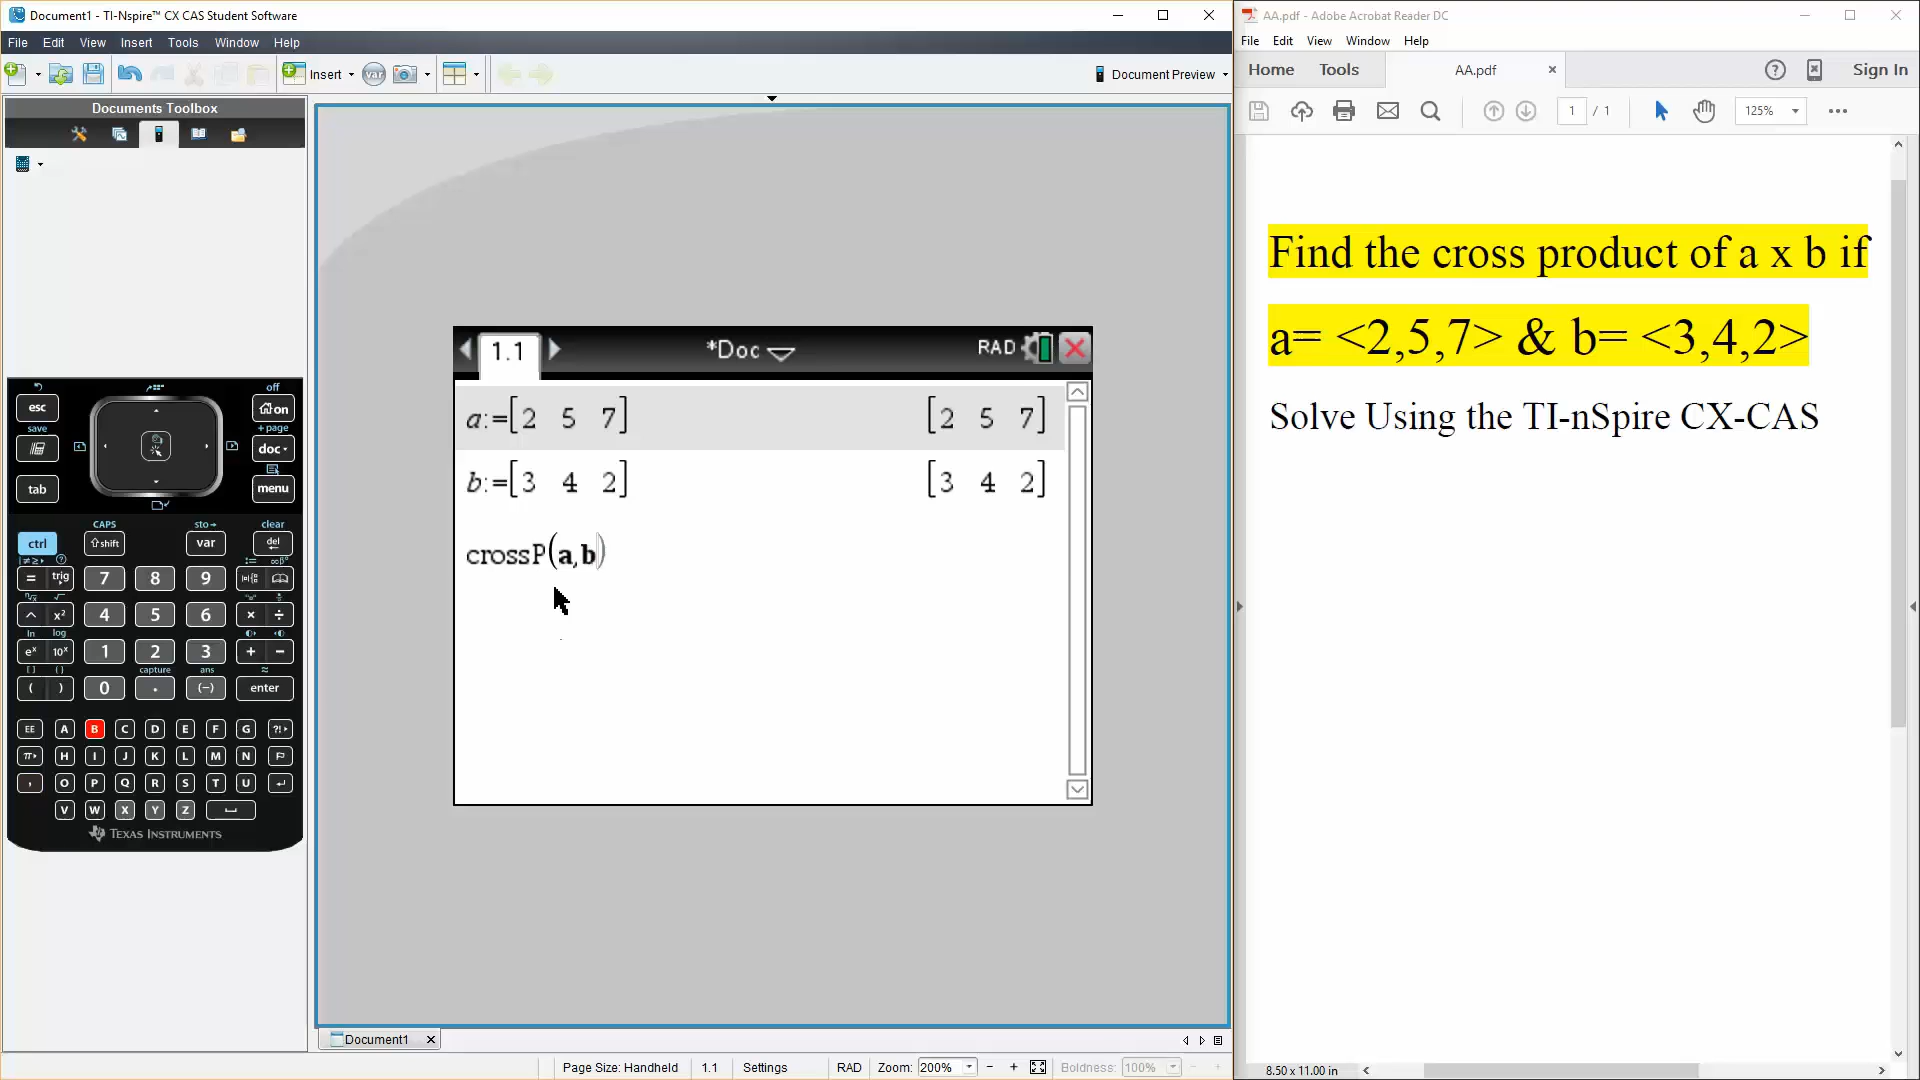 Document1 - TI-Nspire™ CX CAS Student Software
File Edit View Insert Tools Window Help
Insert var Document Preview
Documents Toolbox
1.1 *Doc RAD
a:=[2 5 7] [2 5 7]
b:=[3 4 2] [3 4 2]
crossP(a,b)
off
esc on
save +page
doc
tab menu
CAPS sto→ clear
ctrl shift var del
= trig 7 8 9
^ x² 4 5 6 × ÷
ln log
eˣ 10ˣ 1 2 3 + −
[ ] { } capture ans ≈
( ) 0 . (−) enter
EE A B C D E F G ?!▸
π▸ H I J K L M N
, O P Q R S T U
V W X Y Z
TEXAS INSTRUMENTS
Document1
Page Size: Handheld 1.1 Settings RAD Zoom: 200% − + Boldness: 100% − +
AA.pdf - Adobe Acrobat Reader DC
File Edit View Window Help
Home Tools AA.pdf Sign In
1 / 1 125%
Find the cross product of a x b if
a= <2,5,7> & b= <3,4,2>
Solve Using the TI-nSpire CX-CAS
8.50 x 11.00 in